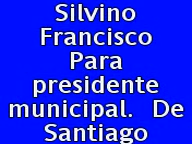 Silvino
Francisco
Para
presidente
municipal. De
Santiago